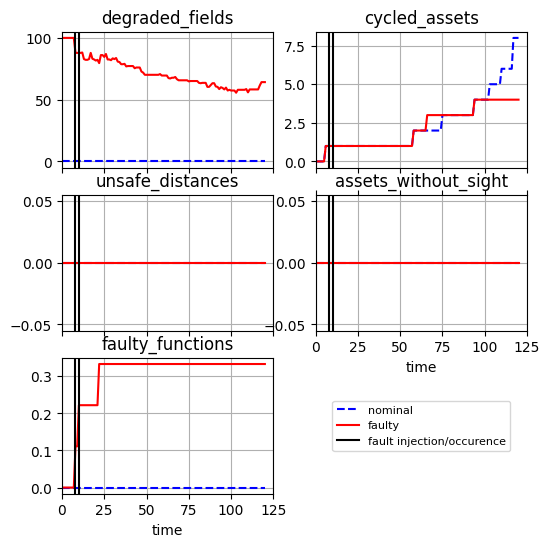 degraded_fields
cycled_assets
100
50
0
7.5
5.0
2.5
0.0
unsafe_distances
assets_without_sight
0.05
0.00
−0.05
0.05
0.00
−0.05
0 25 50 75 100 125
time
faulty_functions
0.3
0.2
0.1
0.0
0 25 50 75 100 125
time
nominal
faulty
fault injection/occurence